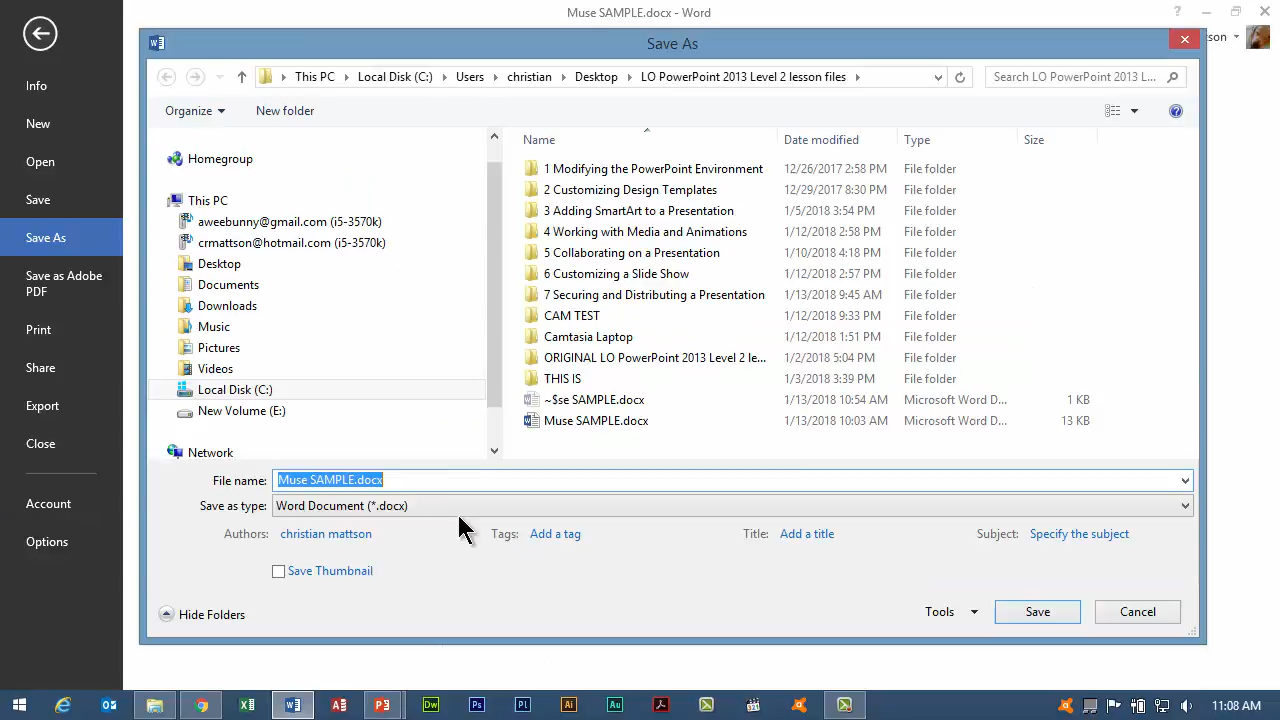 Muse SAMPLE.docx - Word
?
Save As
son
Info
New
Open
Save
Save As
Save as Adobe
PDF
Print
Share
Export
Close
Account
Options
This PC
Local Disk (C:)
Users
christian
Desktop
LO PowerPoint 2013 Level 2 lesson files
Search LO PowerPoint 2013 L...
Organize
New folder
?
Homegroup
This PC
aweebunny@gmail.com (i5-3570k)
crmattson@hotmail.com (i5-3570k)
Desktop
Documents
Downloads
Music
Pictures
Videos
Local Disk (C:)
New Volume (E:)
Network
Name Date modified Type Size
1 Modifying the PowerPoint Environment 12/26/2017 2:58 PM File folder
2 Customizing Design Templates 12/29/2017 8:30 PM File folder
3 Adding SmartArt to a Presentation 1/5/2018 3:54 PM File folder
4 Working with Media and Animations 1/12/2018 2:58 PM File folder
5 Collaborating on a Presentation 1/10/2018 4:18 PM File folder
6 Customizing a Slide Show 1/12/2018 2:57 PM File folder
7 Securing and Distributing a Presentation 1/13/2018 9:45 AM File folder
CAM TEST 1/12/2018 9:33 PM File folder
Camtasia Laptop 1/12/2018 1:51 PM File folder
ORIGINAL LO PowerPoint 2013 Level 2 le... 1/2/2018 5:04 PM File folder
THIS IS 1/3/2018 3:39 PM File folder
~$se SAMPLE.docx 1/13/2018 10:54 AM Microsoft Word D... 1 KB
Muse SAMPLE.docx 1/13/2018 10:03 AM Microsoft Word D... 13 KB
File name: Muse SAMPLE.docx
Save as type: Word Document (*.docx)
Authors: christian mattson Tags: Add a tag Title: Add a title Subject: Specify the subject
Save Thumbnail
Hide Folders
Tools
Save
Cancel
Dw Ps Pl Ai Au
11:08 AM